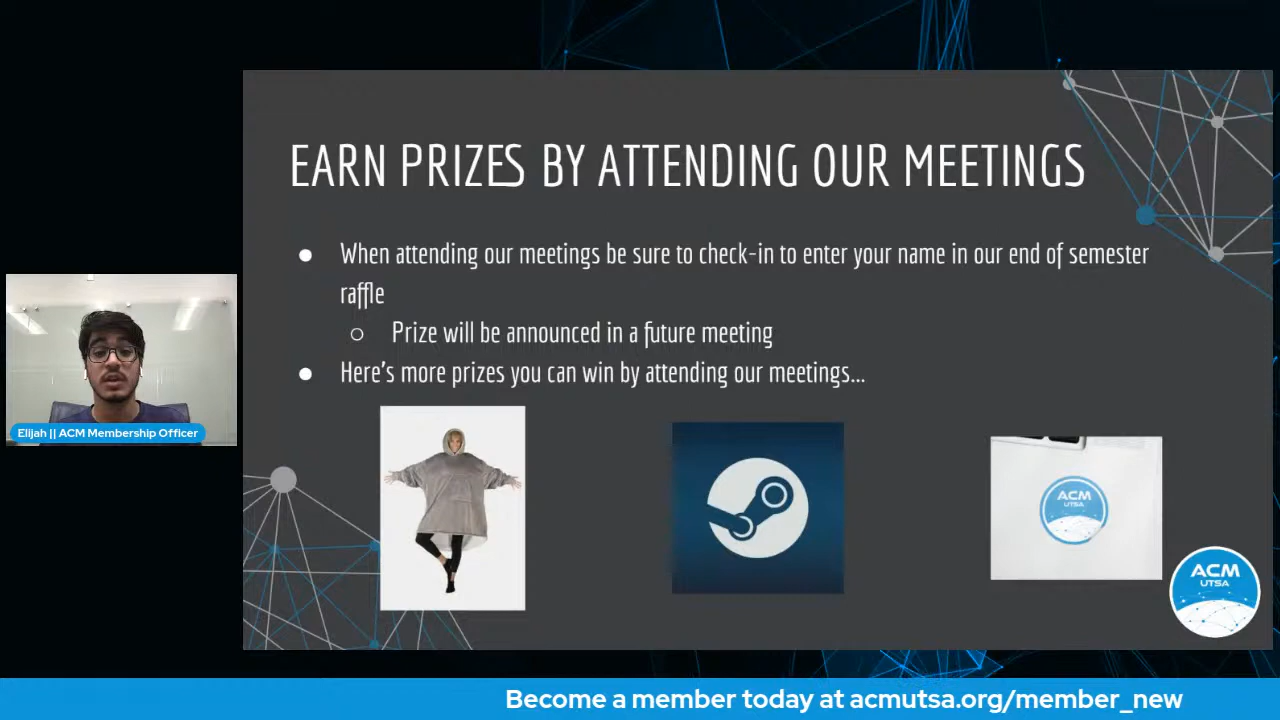 EARN PRIZES BY ATTENDING OUR MEETINGS
● When attending our meetings be sure to check-in to enter your name in our end of semester
raffle
○ Prize will be announced in a future meeting
● Here's more prizes you can win by attending our meetings...
Elijah || ACM Membership Officer
ACM
UTSA
ACM
UTSA
Become a member today at acmutsa.org/member_new